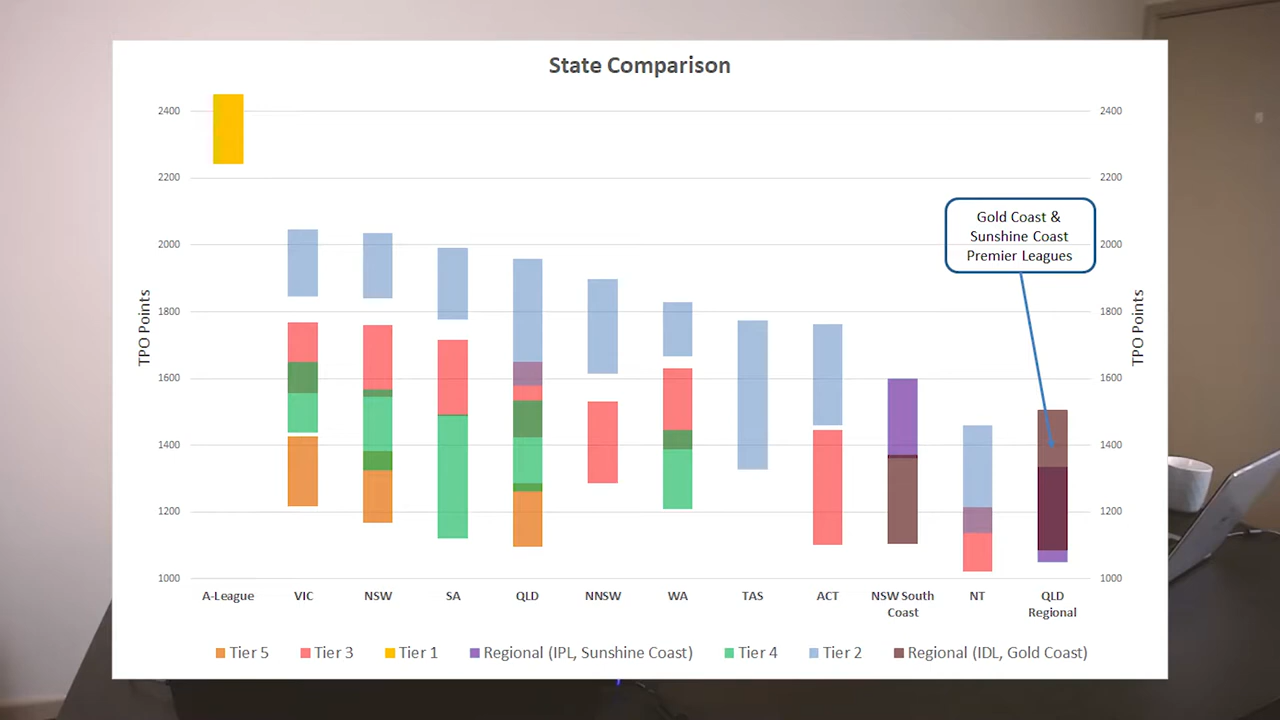 State Comparison
2400
2400
2200
2200
Gold Coast &
Sunshine Coast
Premier Leagues
2000
2000
1800
1800
TPO Points
TPO Points
1600
1600
1400
1400
1200
1200
1000
1000
A-League VIC NSW SA QLD NNSW WA TAS ACT NSW South Coast NT QLD Regional
Tier 5 Tier 3 Tier 1 Regional (IPL, Sunshine Coast) Tier 4 Tier 2 Regional (IDL, Gold Coast)